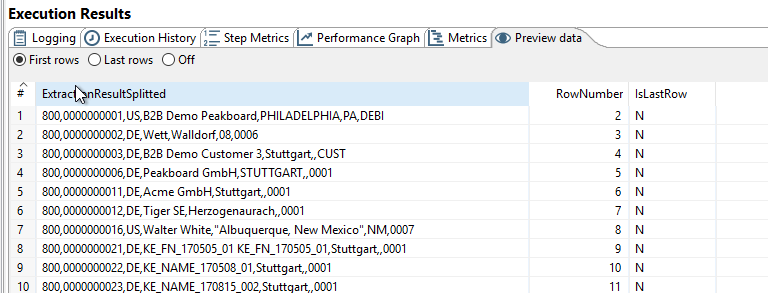 Execution Results
Logging Execution History Step Metrics Performance Graph Metrics Preview data
First rows Last rows Off
# ExtractionResultSplitted RowNumber IsLastRow
1 800,0000000001,US,B2B Demo Peakboard,PHILADELPHIA,PA,DEBI 2 N
2 800,0000000002,DE,Wett,Walldorf,08,0006 3 N
3 800,0000000003,DE,B2B Demo Customer 3,Stuttgart,,CUST 4 N
4 800,0000000006,DE,Peakboard GmbH,STUTTGART,,0001 5 N
5 800,0000000011,DE,Acme GmbH,Stuttgart,,0001 6 N
6 800,0000000012,DE,Tiger SE,Herzogenaurach,,0001 7 N
7 800,0000000016,US,Walter White,"Albuquerque, New Mexico",NM,0007 8 N
8 800,0000000021,DE,KE_FN_170505_01 KE_FN_170505_01,Stuttgart,,0001 9 N
9 800,0000000022,DE,KE_NAME_170508_01,Stuttgart,,0001 10 N
10 800,0000000023,DE,KE_NAME_170815_002,Stuttgart,,0001 11 N